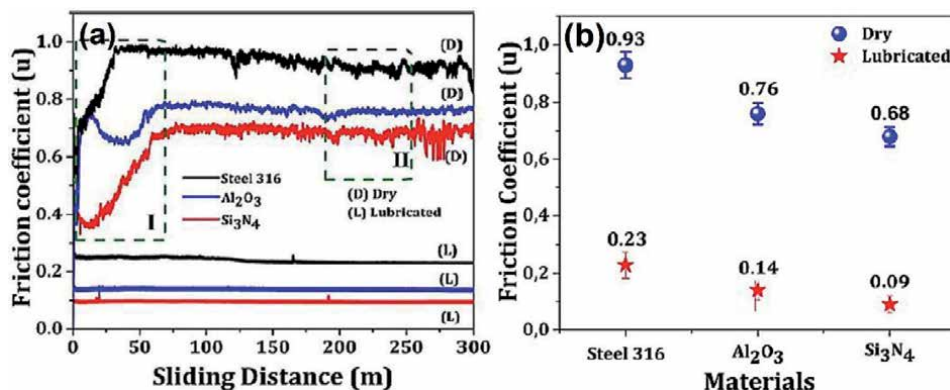 (a)
Friction coefficient (u)
1.0
0.8
0.6
0.4
0.2
0.0
(D)
(D)
(D)
I
II
Steel 316
Al₂O₃
Si₃N₄
(D) Dry
(L) Lubricated
(L)
(L)
(L)
0 50 100 150 200 250 300
Sliding Distance (m)
(b)
Friction Coefficient (u)
1,0
0,8
0,6
0,4
0,2
0,0
Dry
Lubricated
0.93
0.76
0.68
0.23
0.14
0.09
Steel 316 Al₂O₃ Si₃N₄
Materials